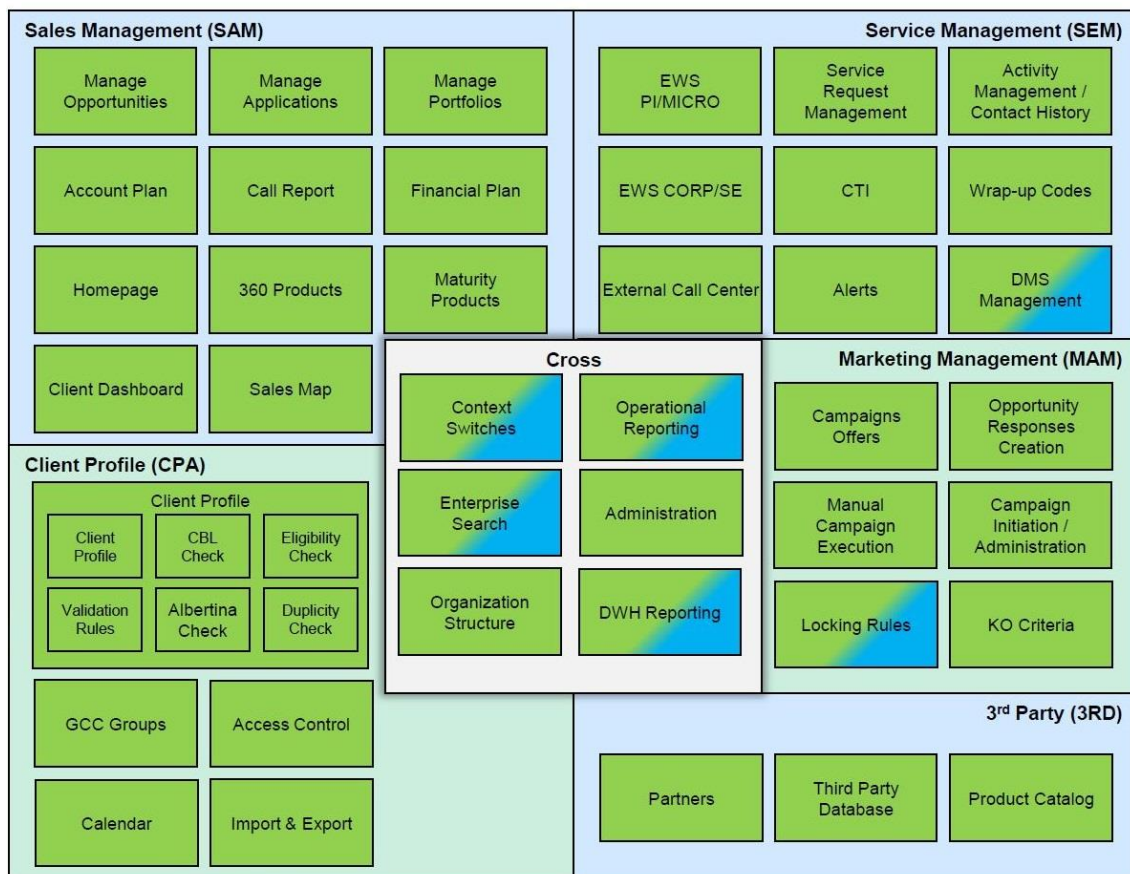 Sales Management (SAM)
Manage
Opportunities
Manage
Applications
Manage
Portfolios
Account Plan
Call Report
Financial Plan
Homepage
360 Products
Maturity
Products
Client Dashboard
Sales Map
Service Management (SEM)
EWS
PI/MICRO
Service
Request
Management
Activity
Management /
Contact History
EWS CORP/SE
CTI
Wrap-up Codes
External Call Center
Alerts
DMS
Management
Cross
Context
Switches
Operational
Reporting
Enterprise
Search
Administration
Organization
Structure
DWH Reporting
Marketing Management (MAM)
Campaigns
Offers
Opportunity
Responses
Creation
Manual
Campaign
Execution
Campaign
Initiation /
Administration
Locking Rules
KO Criteria
Client Profile (CPA)
Client Profile
Client
Profile
CBL
Check
Eligibility
Check
Validation
Rules
Albertina
Check
Duplicity
Check
GCC Groups
Access Control
Calendar
Import & Export
3rd Party (3RD)
Partners
Third Party
Database
Product Catalog